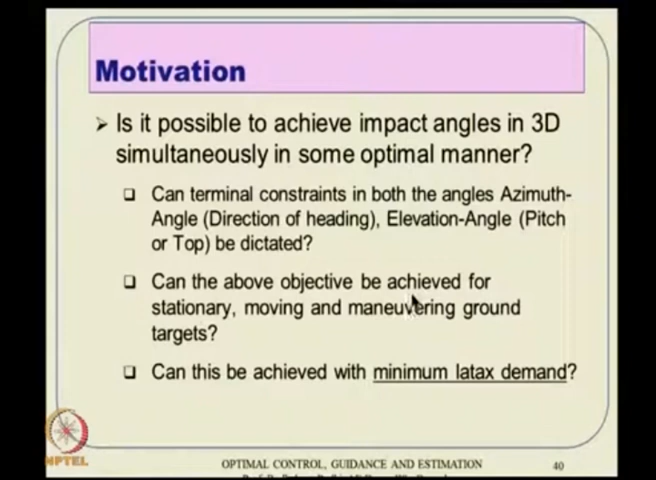 Motivation
➢ Is it possible to achieve impact angles in 3D
simultaneously in some optimal manner?
❑ Can terminal constraints in both the angles Azimuth-
Angle (Direction of heading), Elevation-Angle (Pitch
or Top) be dictated?
❑ Can the above objective be achieved for
stationary, moving and maneuvering ground
targets?
❑ Can this be achieved with minimum latax demand?
NPTEL
OPTIMAL CONTROL, GUIDANCE AND ESTIMATION
40